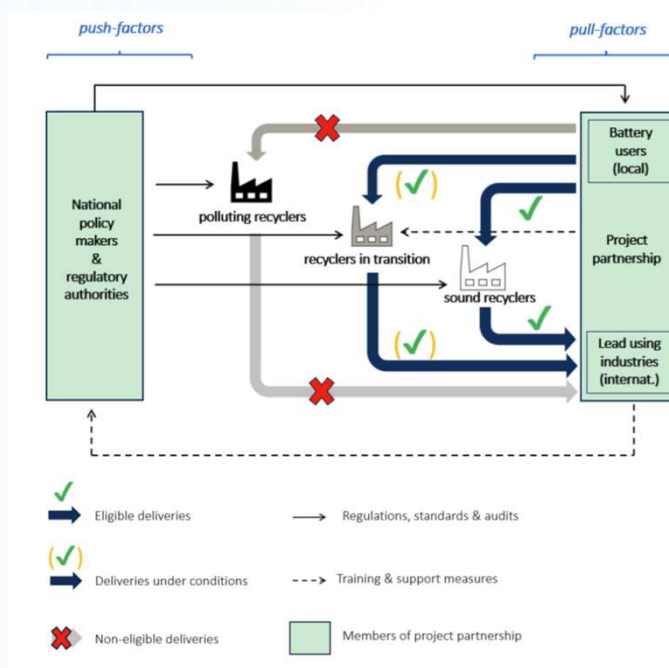 push-factors
pull-factors
Battery
users
(local)
polluting recyclers
National
policy
makers
&
regulatory
authorities
recyclers in transition
Project
partnership
sound recyclers
Lead using
industries
(internat.)
Eligible deliveries
Regulations, standards & audits
Deliveries under conditions
Training & support measures
Non-eligible deliveries
Members of project partnership